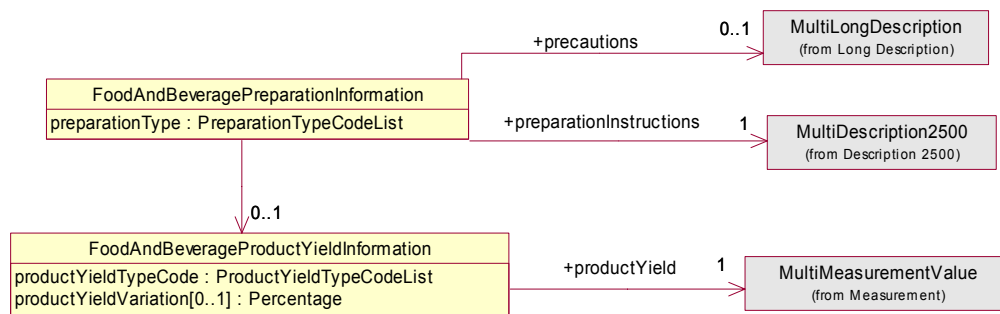 MultiLongDescription
(from Long Description)
0..1
+precautions
FoodAndBeveragePreparationInformation
preparationType : PreparationTypeCodeList
+preparationInstructions
1
MultiDescription2500
(from Description 2500)
0..1
FoodAndBeverageProductYieldInformation
productYieldTypeCode : ProductYieldTypeCodeList
productYieldVariation[0..1] : Percentage
+productYield
1
MultiMeasurementValue
(from Measurement)